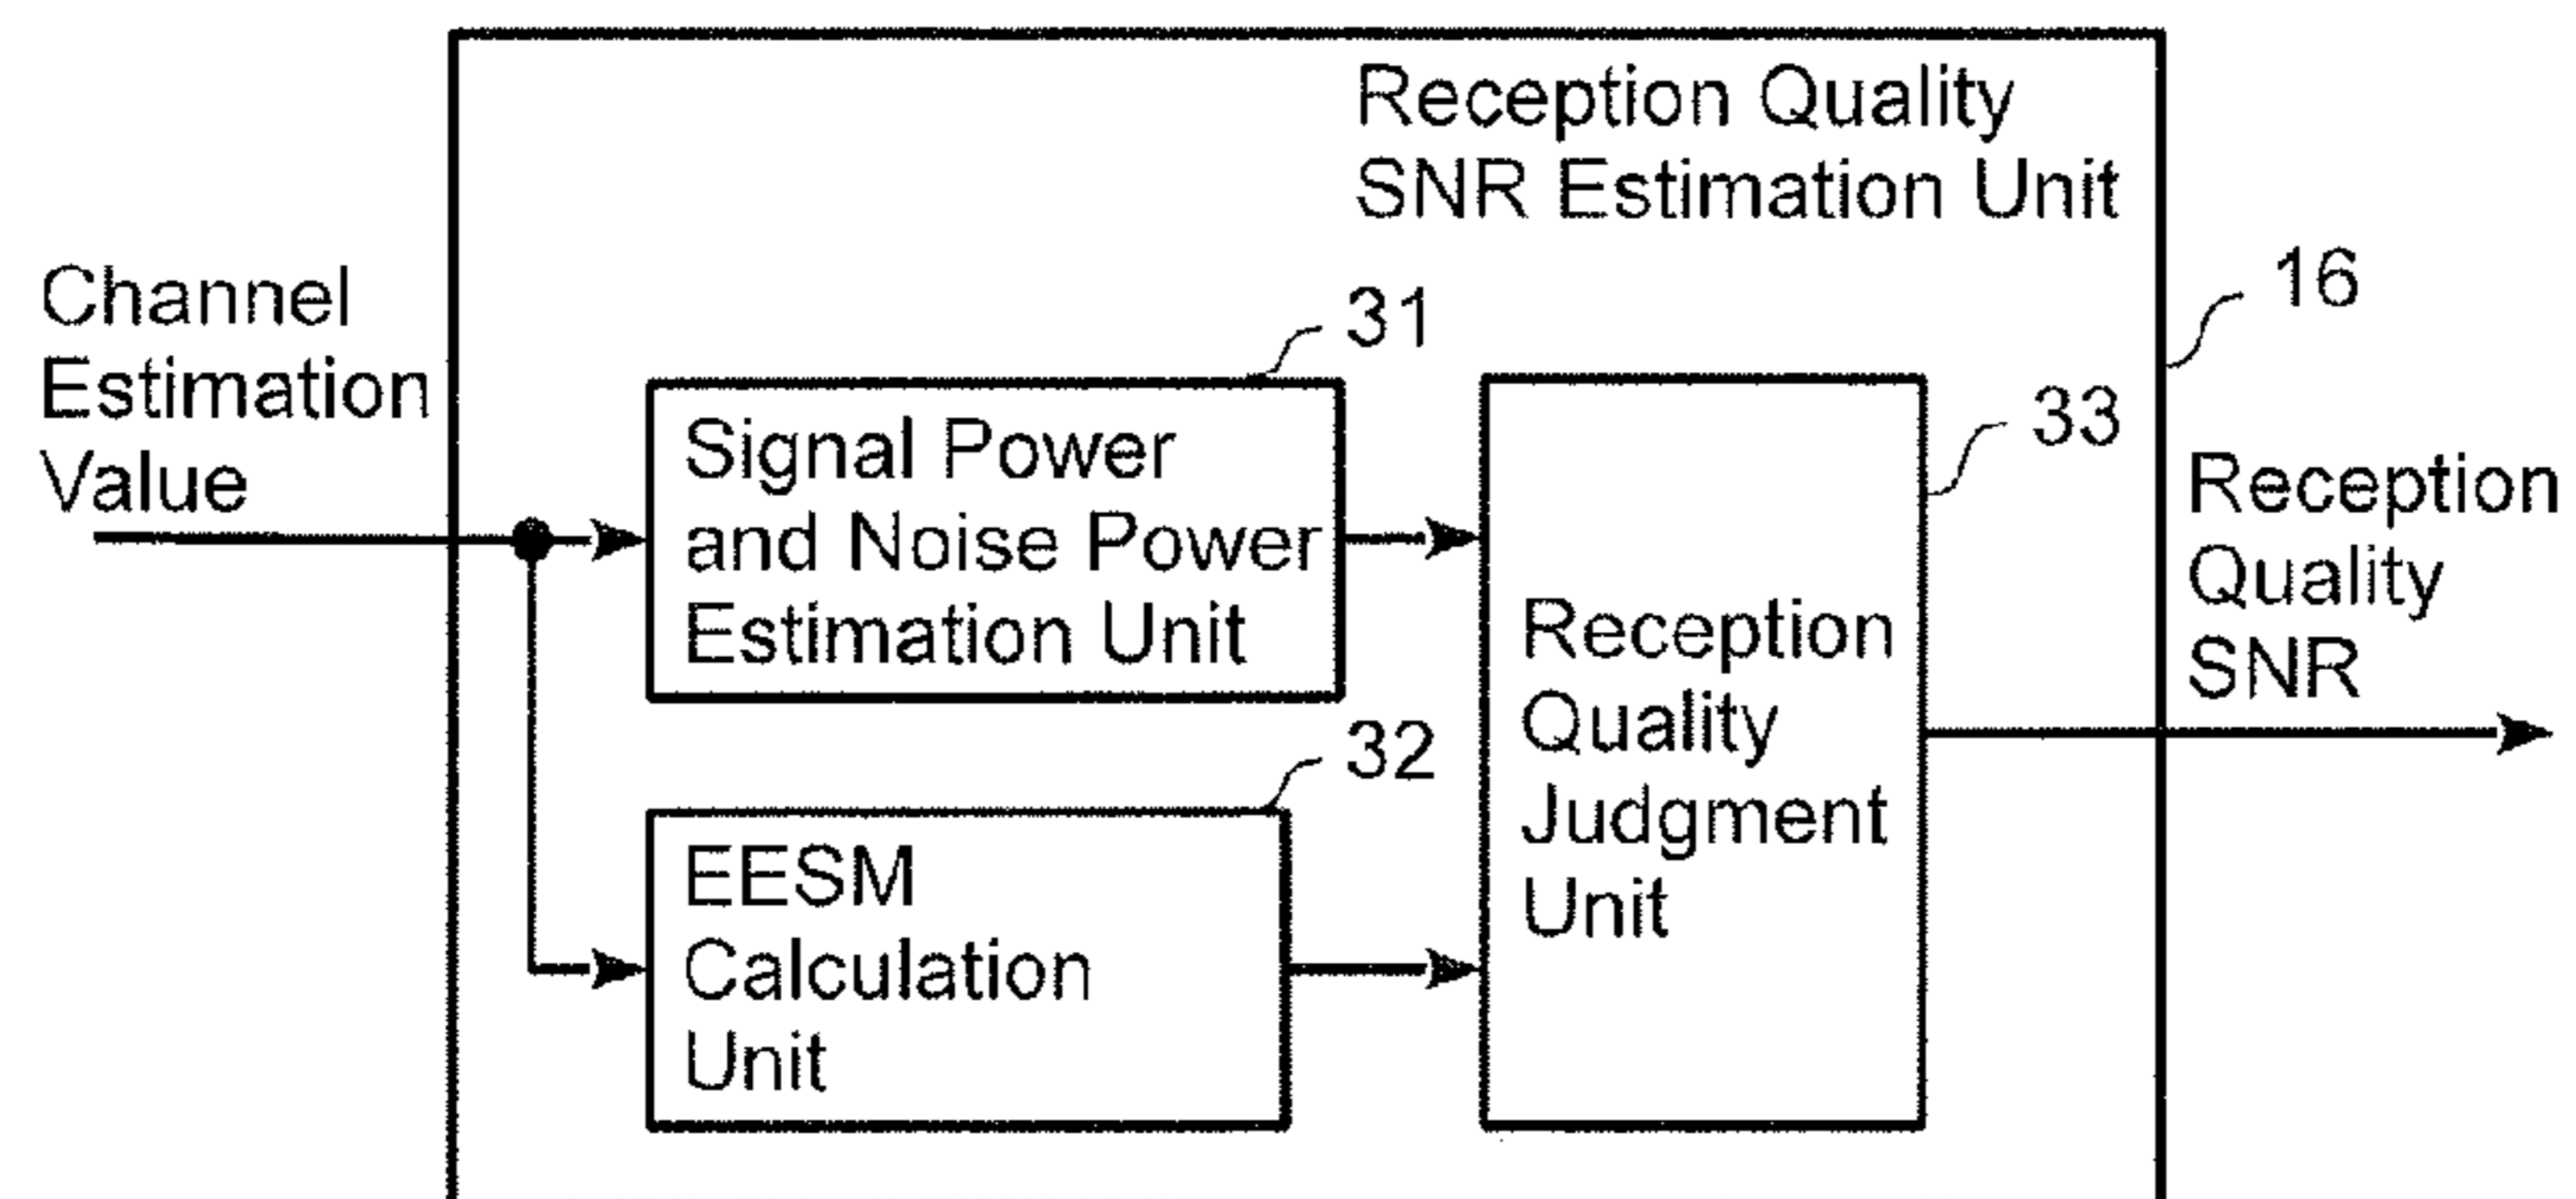 Reception Quality
SNR Estimation Unit
16
Channel
Estimation
Value
31
Signal Power
and Noise Power
Estimation Unit
33
Reception
Quality
Judgment
Unit
Reception
Quality
SNR
32
EESM
Calculation
Unit